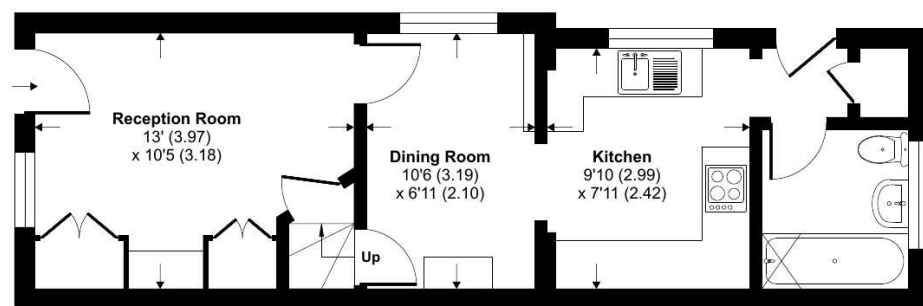 Reception Room
13' (3.97)
x 10'5 (3.18)
Dining Room
10'6 (3.19)
x 6'11 (2.10)
Kitchen
9'10 (2.99)
x 7'11 (2.42)
Up